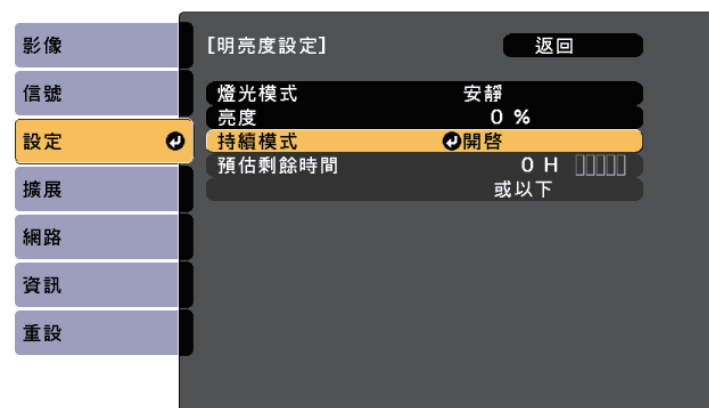 影像
信號
設定
擴展
網路
資訊
重設
[明亮度設定]
返回
燈光模式 安靜
亮度 0 %
持續模式 開啓
預估剩餘時間 0 H
或以下